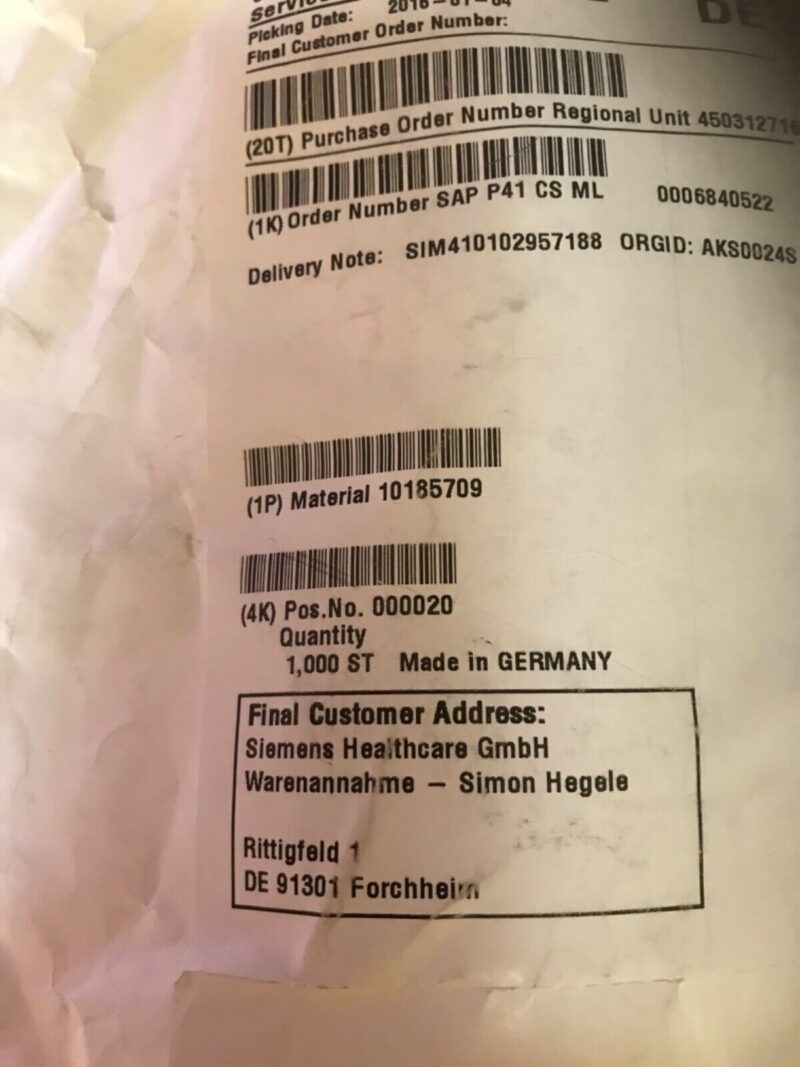 Picking Date:
Final Customer Order Number:
DE
(20T) Purchase Order Number Regional Unit
(1K) Order Number SAP P41 CS ML 0006840522
Delivery Note: SIM410102957188 ORGID: AKS0024S
(1P) Material 10185709
(4K) Pos.No. 000020
Quantity
1,000 ST Made in GERMANY
Final Customer Address:
Siemens Healthcare GmbH
Warenannahme – Simon Hegele
Rittigfeld 1
DE 91301 Forchheim